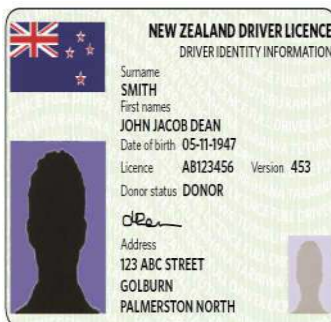 NEW ZEALAND DRIVER LICENCE
DRIVER IDENTITY INFORMATION
Surname
SMITH
First names
JOHN JACOB DEAN
Date of birth 05-11-1947
Licence AB123456 Version 453
Donor status DONOR
Address
123 ABC STREET
GOLBURN
PALMERSTON NORTH